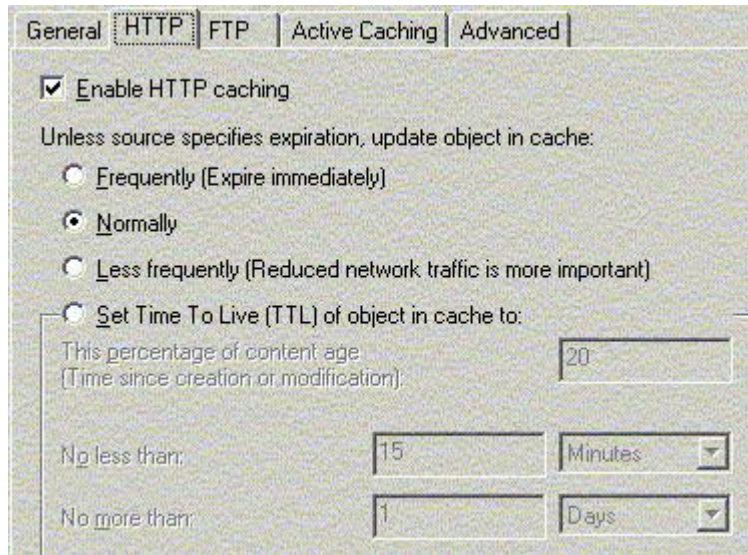 General HTTP FTP Active Caching Advanced
Enable HTTP caching
Unless source specifies expiration, update object in cache:
Frequently (Expire immediately)
Normally
Less frequently (Reduced network traffic is more important)
Set Time To Live (TTL) of object in cache to:
This percentage of content age
(Time since creation or modification): 20
No less than: 15 Minutes
No more than: 1 Days